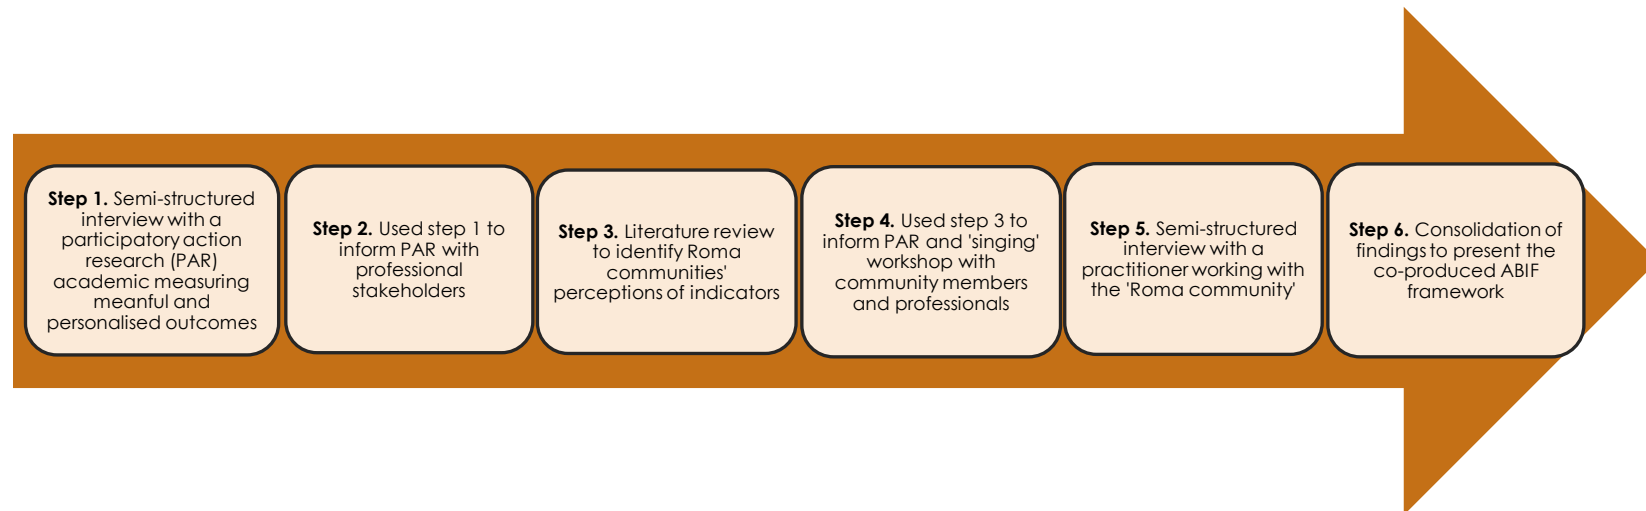 Step 1. Semi-structured
interview with a
participatory action
research (PAR)
academic measuring
meanful and
personalised outcomes
Step 2. Used step 1 to
inform PAR with
professional
stakeholders
Step 3. Literature review
to identify Roma
communities'
perceptions of indicators
Step 4. Used step 3 to
inform PAR and 'singing'
workshop with
community members
and professionals
Step 5. Semi-structured
interview with a
practitioner working with
the 'Roma community'
Step 6. Consolidation of
findings to present the
co-produced ABIF
framework